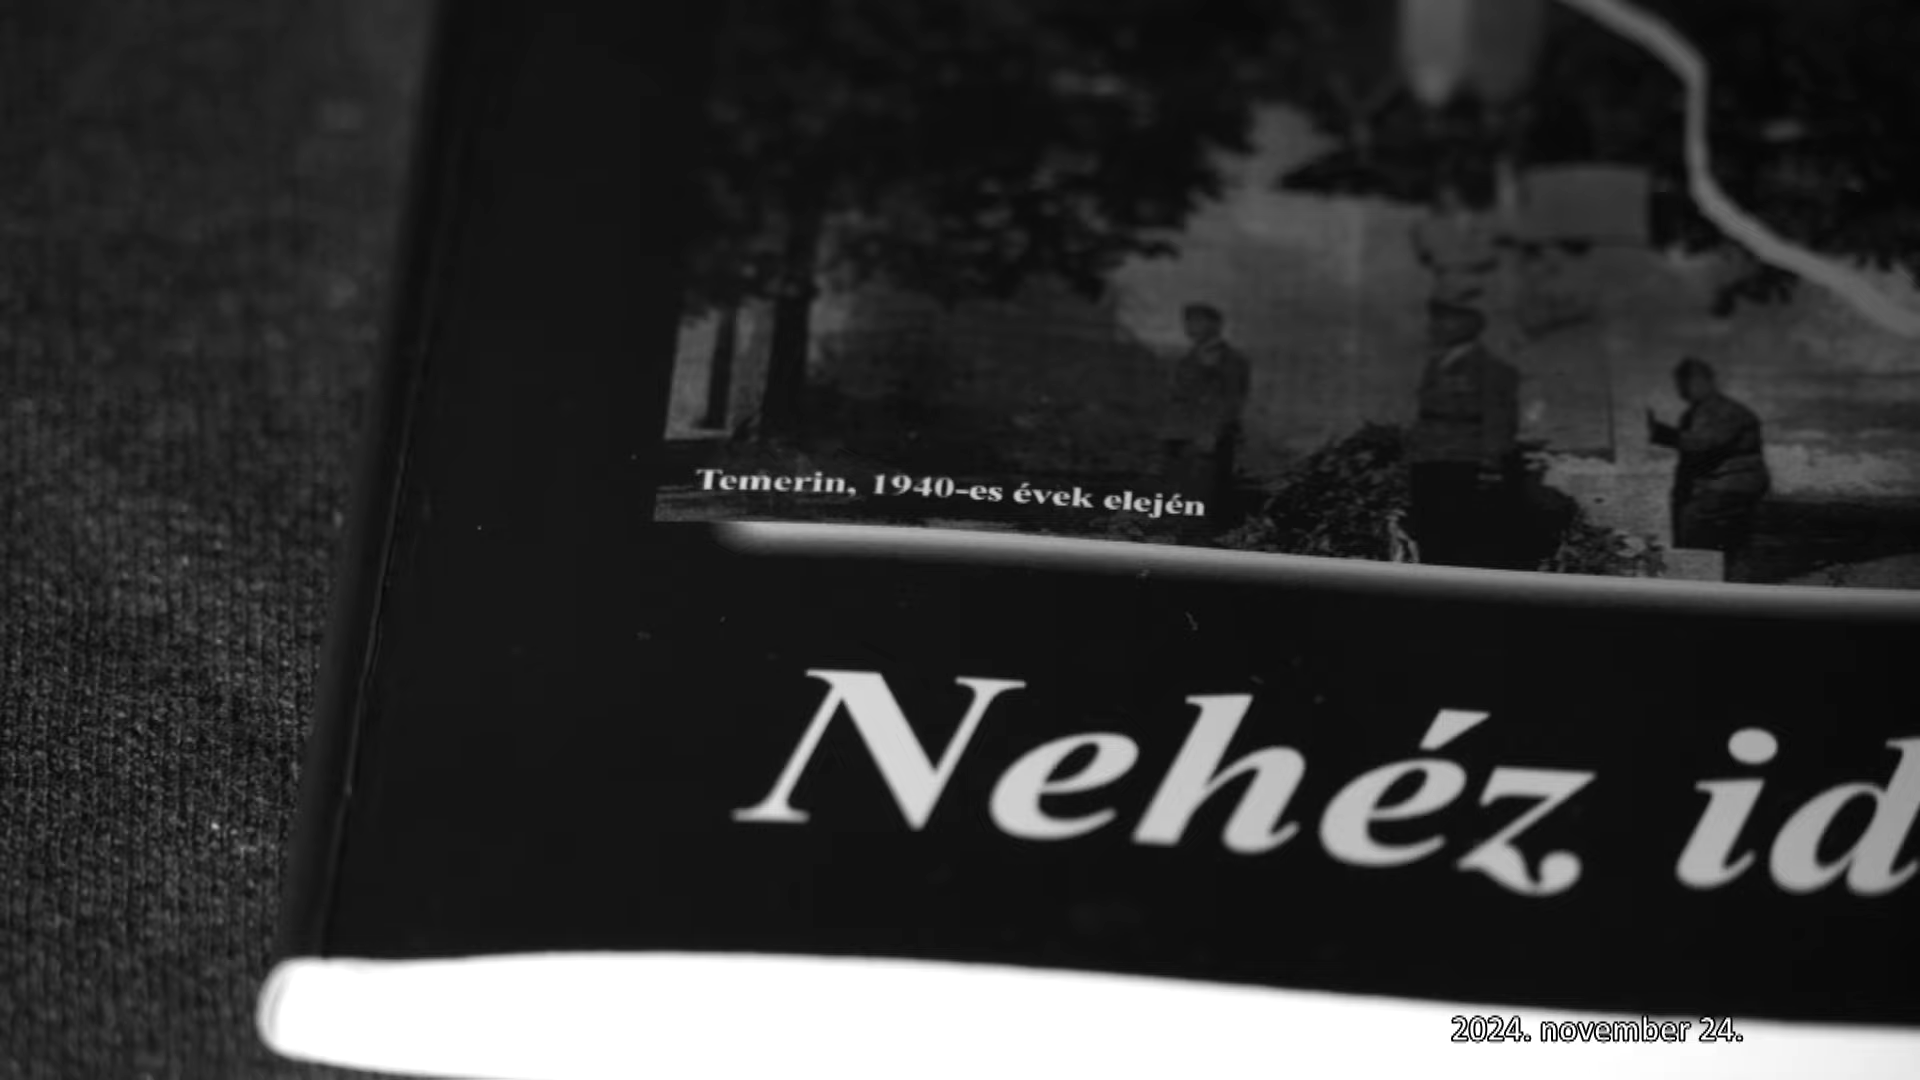 Temerin, 1940-es évek elején
Nehéz id
2024. november 24.